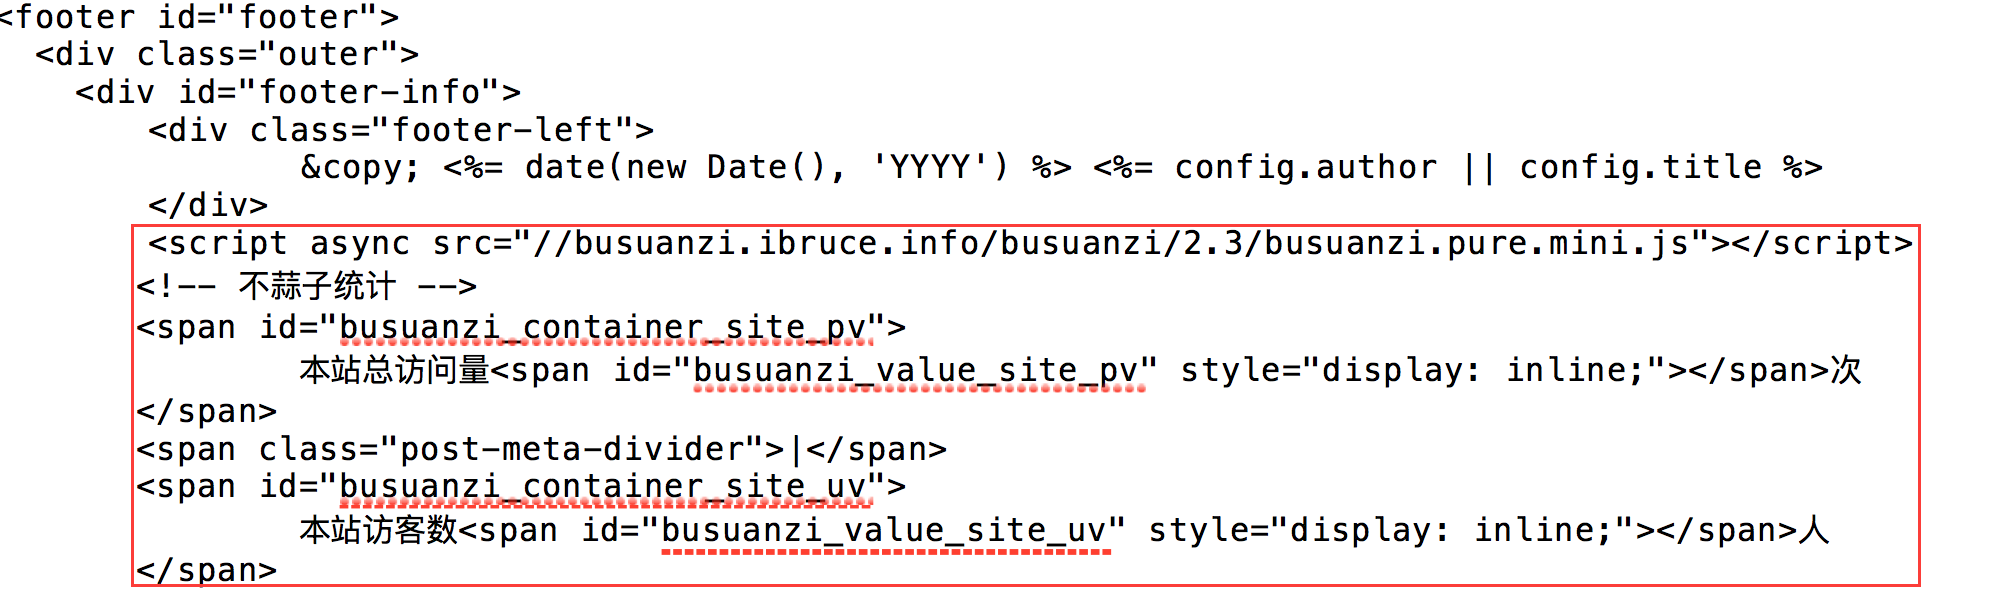 <footer id="footer">
  <div class="outer">
    <div id="footer-info">
       <div class="footer-left">
              &copy; <%= date(new Date(), 'YYYY') %> <%= config.author || config.title %>
       </div>
       <script async src="//busuanzi.ibruce.info/busuanzi/2.3/busuanzi.pure.mini.js"></script>
<!-- 不蒜子统计 -->
<span id="busuanzi_container_site_pv">
        本站总访问量<span id="busuanzi_value_site_pv" style="display: inline;"></span>次
</span>
<span class="post-meta-divider">|</span>
<span id="busuanzi_container_site_uv">
        本站访客数<span id="busuanzi_value_site_uv" style="display: inline;"></span>人
</span>